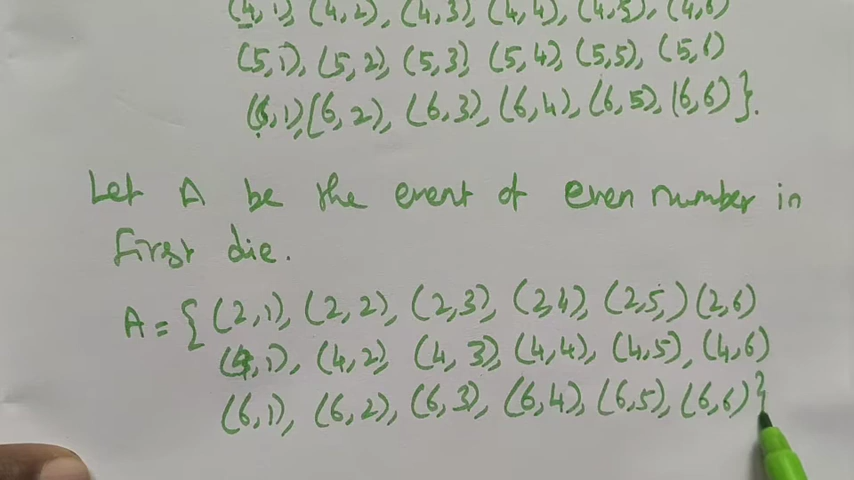 (4,1), (4,2), (4,3), (4,4), (4,5), (4,6)
(5,1), (5,2), (5,3), (5,4), (5,5), (5,6)
(6,1), (6,2), (6,3), (6,4), (6,5), (6,6) }.
Let A be the event of even number in
First die.
A = { (2,1), (2,2), (2,3), (2,4), (2,5,) (2,6)
(4,1), (4,2), (4,3), (4,4), (4,5), (4,6)
(6,1), (6,2), (6,3), (6,4), (6,5), (6,6) }